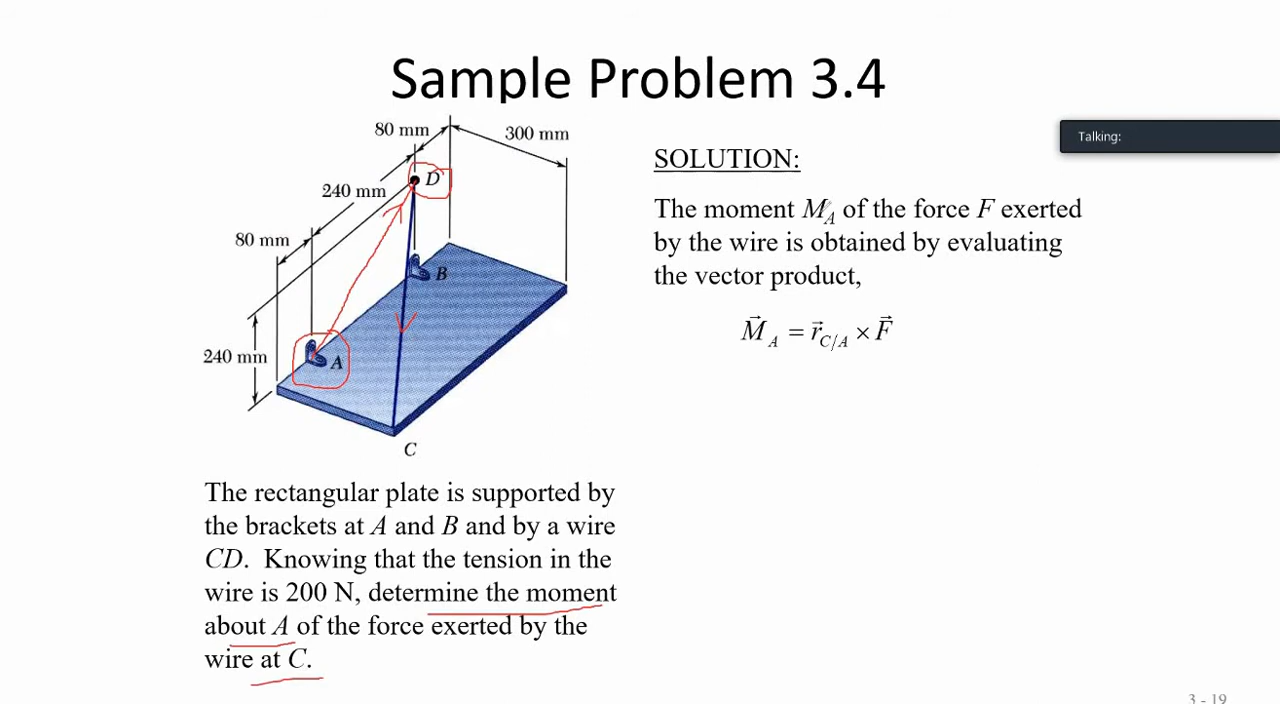 Sample Problem 3.4
80 mm
300 mm
D
240 mm
80 mm
B
240 mm
A
C
Talking:
SOLUTION:
The moment M_A of the force F exerted
by the wire is obtained by evaluating
the vector product,
M⃗_A = r⃗_C/A × F⃗
The rectangular plate is supported by
the brackets at A and B and by a wire
CD. Knowing that the tension in the
wire is 200 N, determine the moment
about A of the force exerted by the
wire at C.
3 - 19